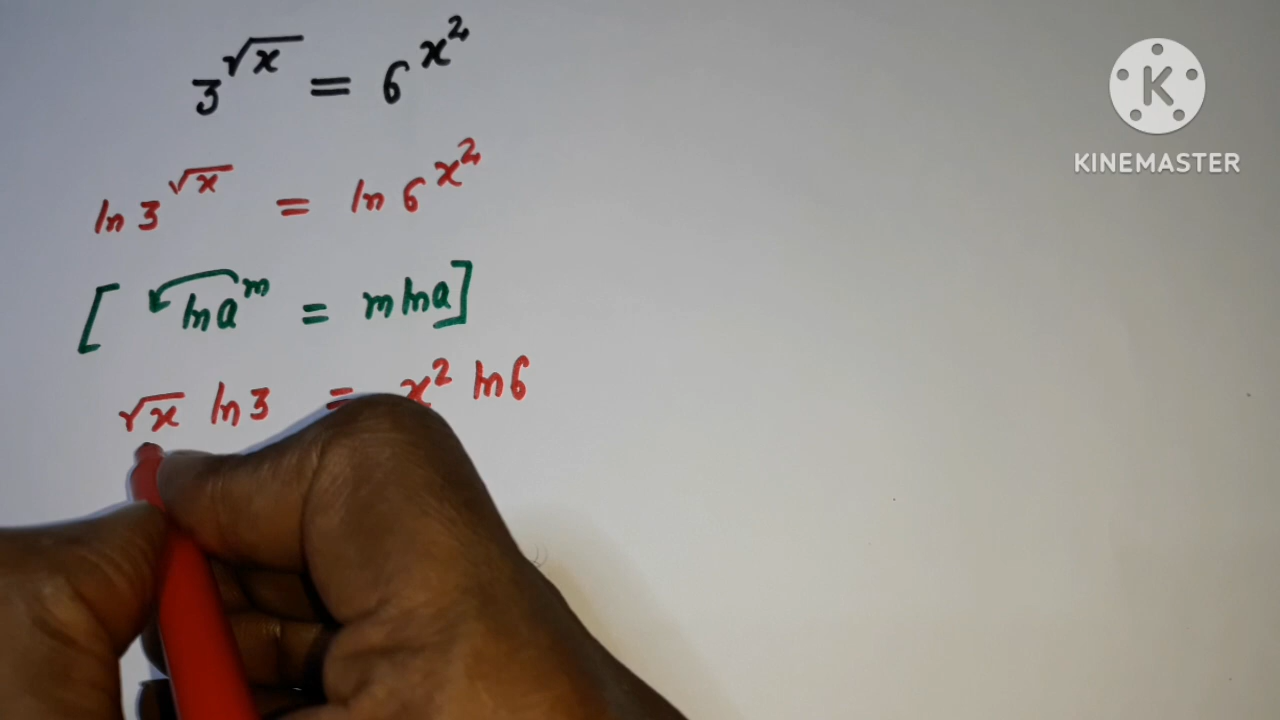 3^√x = 6^x²
K
KINEMASTER
ln 3^√x = ln 6^x²
[ ln a^m = m ln a ]
√x ln 3 = x² ln 6